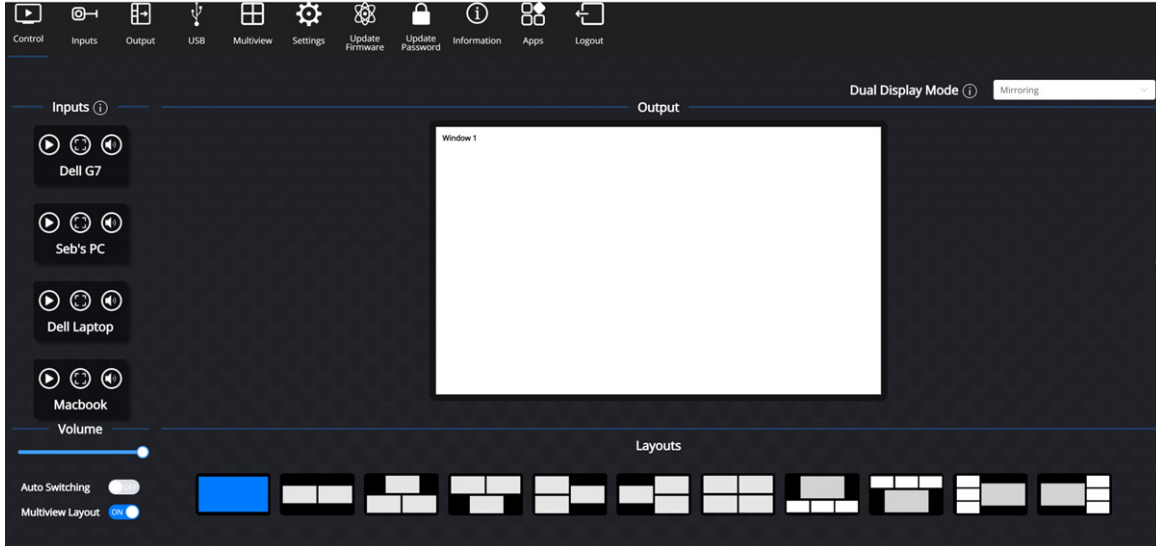 Control
Inputs
Output
USB
Multiview
Settings
Update
Firmware
Update
Password
Information
Apps
Logout
Dual Display Mode
Mirroring
Inputs
Output
Window 1
Dell G7
Seb's PC
Dell Laptop
Macbook
Volume
Layouts
Auto Switching
OFF
Multiview Layout
ON